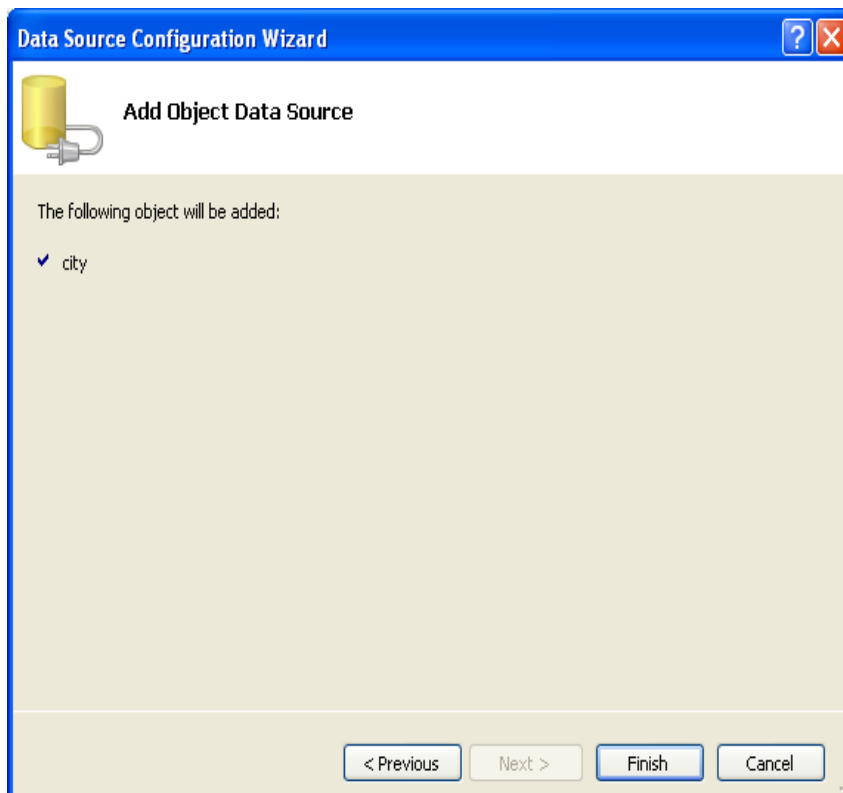 Data Source Configuration Wizard
?
Add Object Data Source
The following object will be added:
city
< Previous
Next >
Finish
Cancel